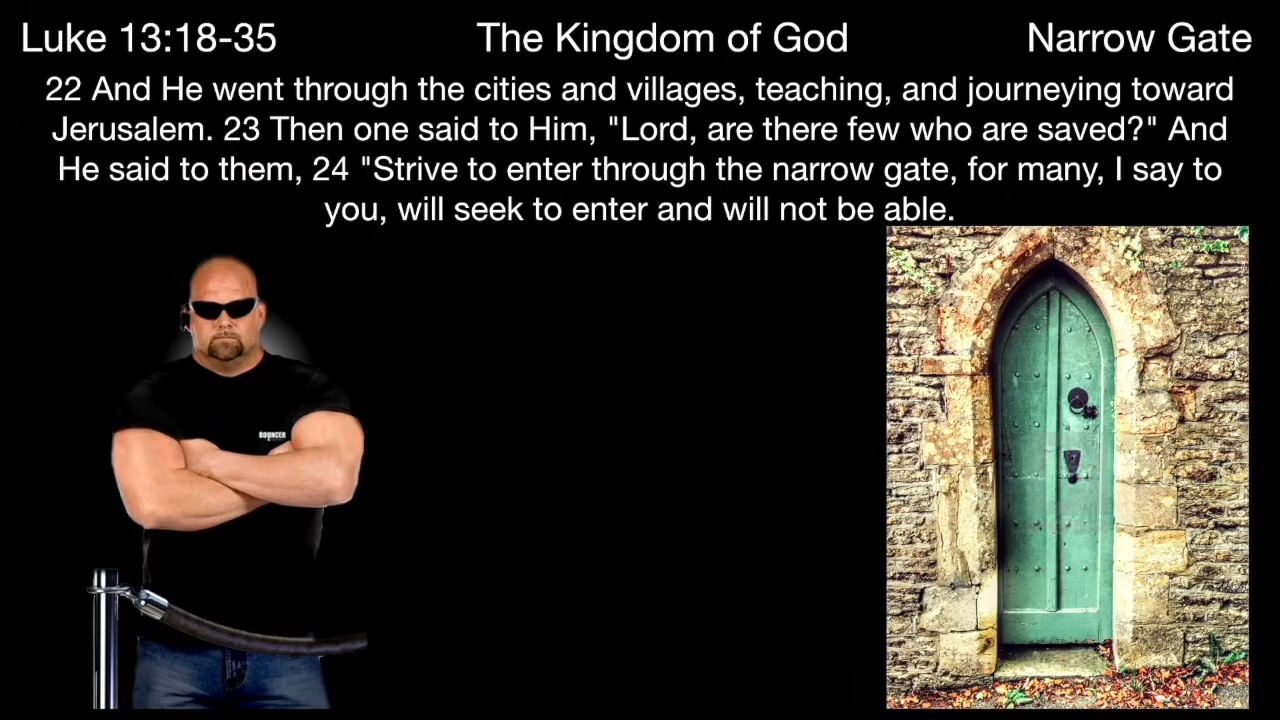 Luke 13:18-35 The Kingdom of God Narrow Gate
22 And He went through the cities and villages, teaching, and journeying toward
Jerusalem. 23 Then one said to Him, "Lord, are there few who are saved?" And
He said to them, 24 "Strive to enter through the narrow gate, for many, I say to
you, will seek to enter and will not be able.
BOUNCER